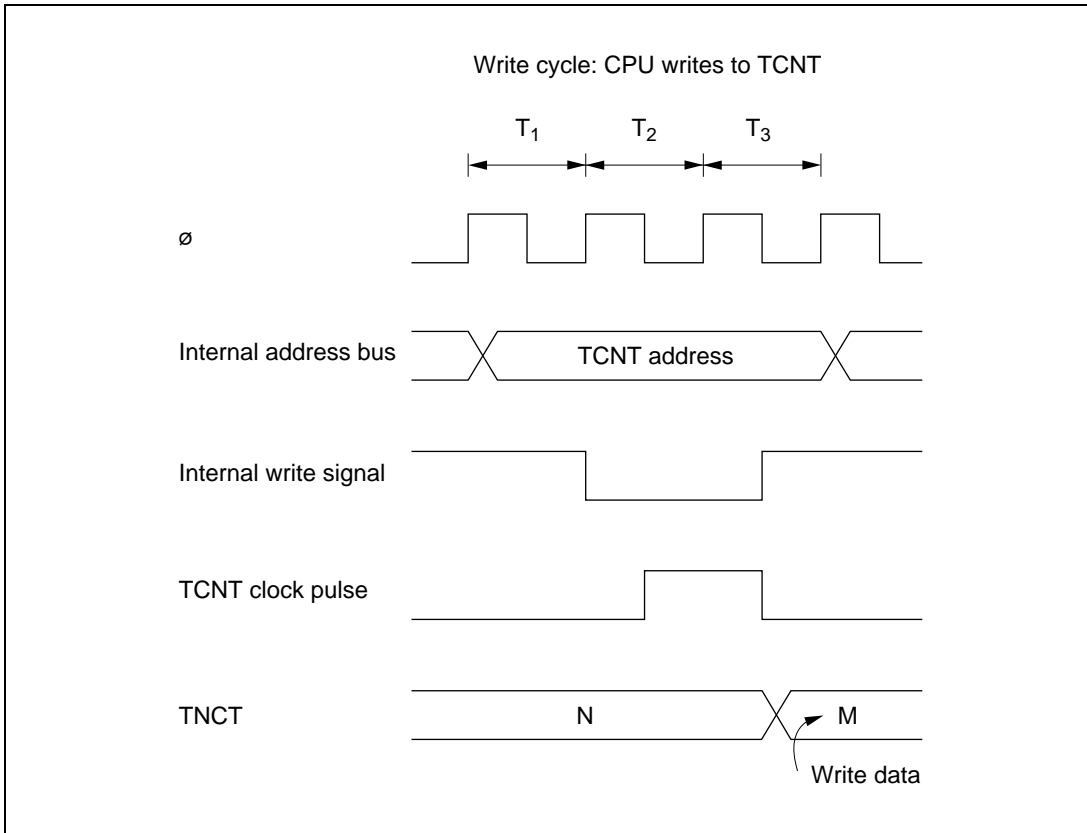 Write cycle: CPU writes to TCNT
T1 T2 T3
ø
Internal address bus TCNT address
Internal write signal
TCNT clock pulse
TNCT N M
Write data